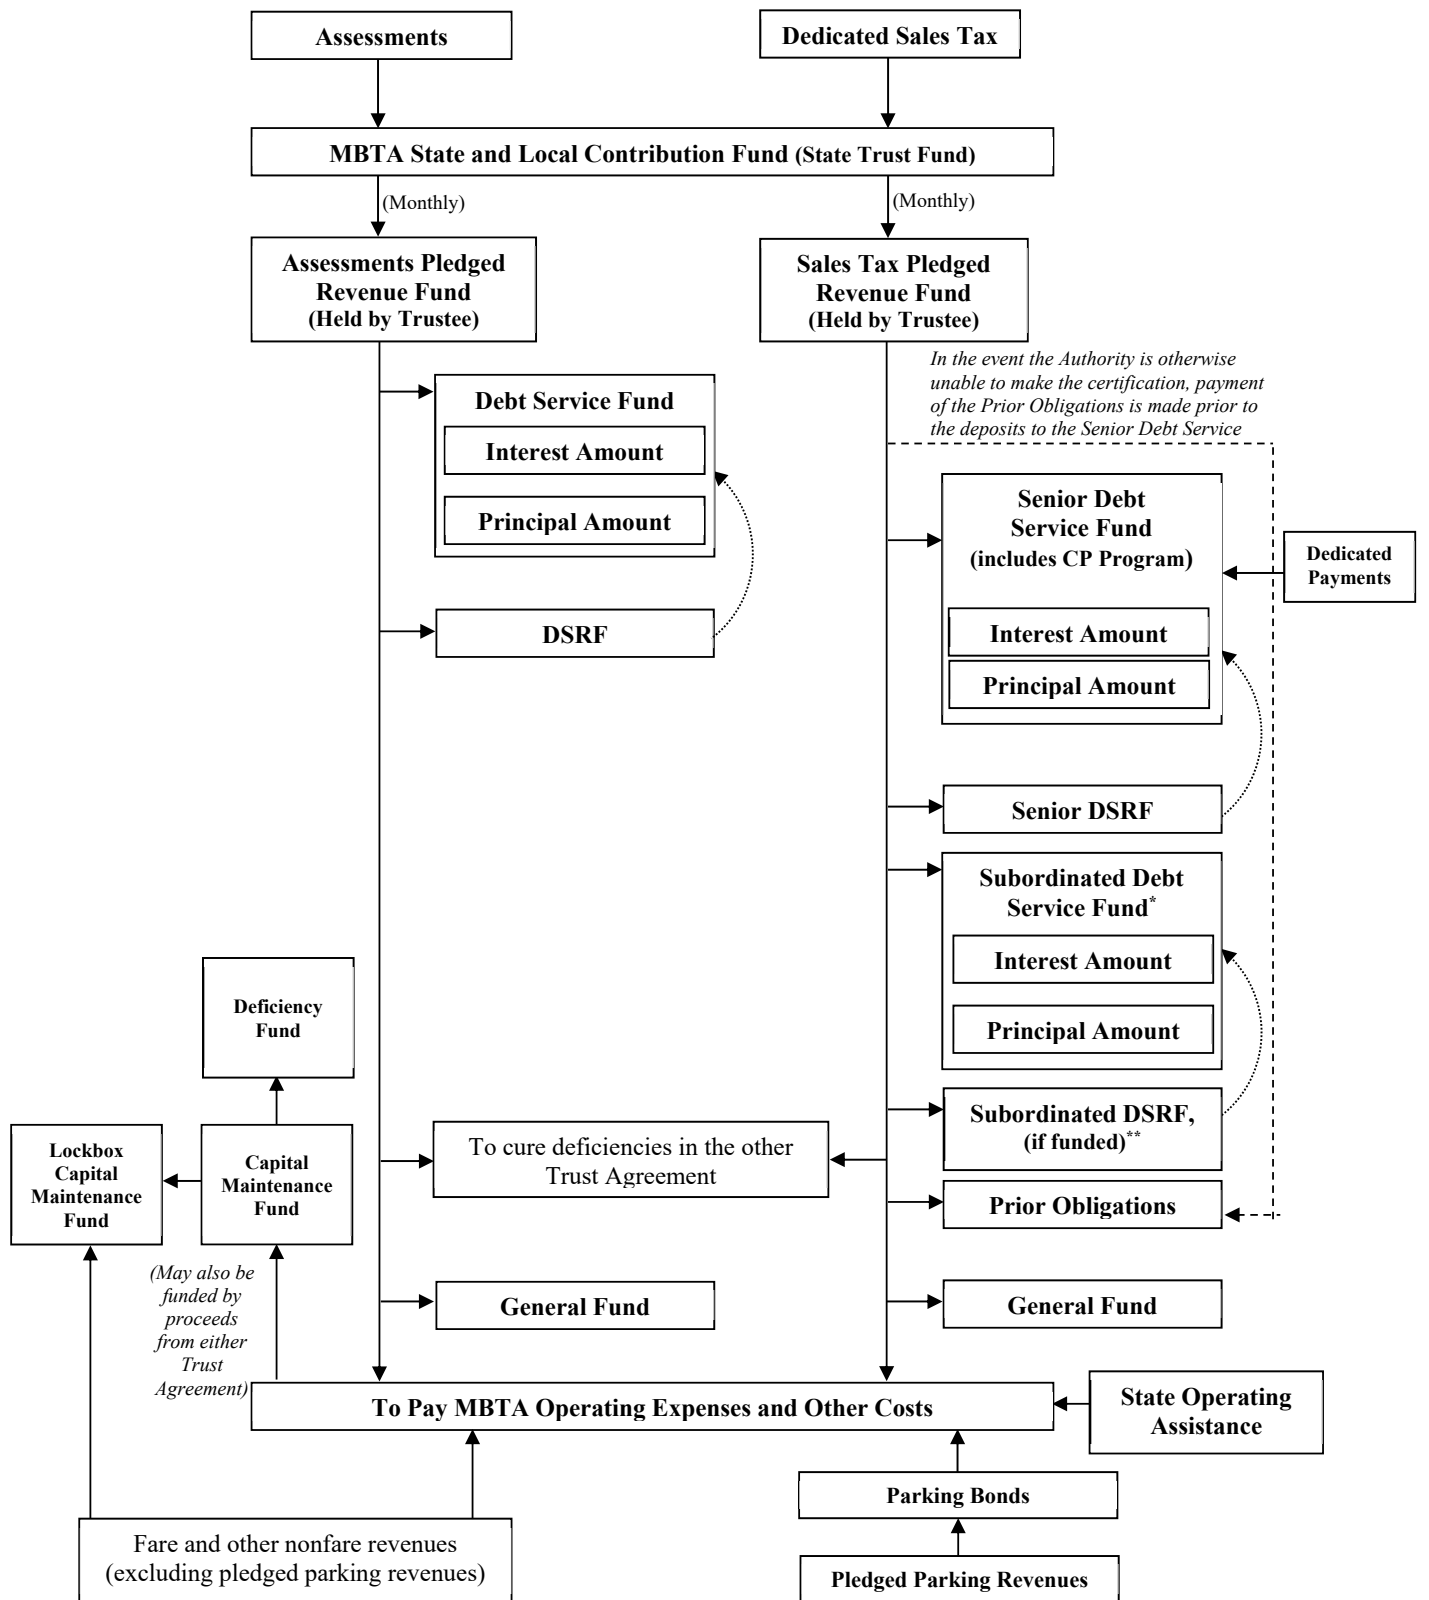 Assessments
Dedicated Sales Tax
MBTA State and Local Contribution Fund (State Trust Fund)
(Monthly)
(Monthly)
Assessments Pledged
Revenue Fund
(Held by Trustee)
Sales Tax Pledged
Revenue Fund
(Held by Trustee)
In the event the Authority is otherwise
unable to make the certification, payment
of the Prior Obligations is made prior to
the deposits to the Senior Debt Service
Debt Service Fund
Interest Amount
Principal Amount
DSRF
Senior Debt
Service Fund
(includes CP Program)
Interest Amount
Principal Amount
Dedicated
Payments
Senior DSRF
Subordinated Debt
Service Fund*
Interest Amount
Principal Amount
Subordinated DSRF,
(if funded)**
Prior Obligations
Deficiency
Fund
Lockbox
Capital
Maintenance
Fund
Capital
Maintenance
Fund
To cure deficiencies in the other
Trust Agreement
(May also be
funded by
proceeds
from either
Trust
Agreement)
General Fund
General Fund
To Pay MBTA Operating Expenses and Other Costs
State Operating
Assistance
Parking Bonds
Fare and other nonfare revenues
(excluding pledged parking revenues)
Pledged Parking Revenues